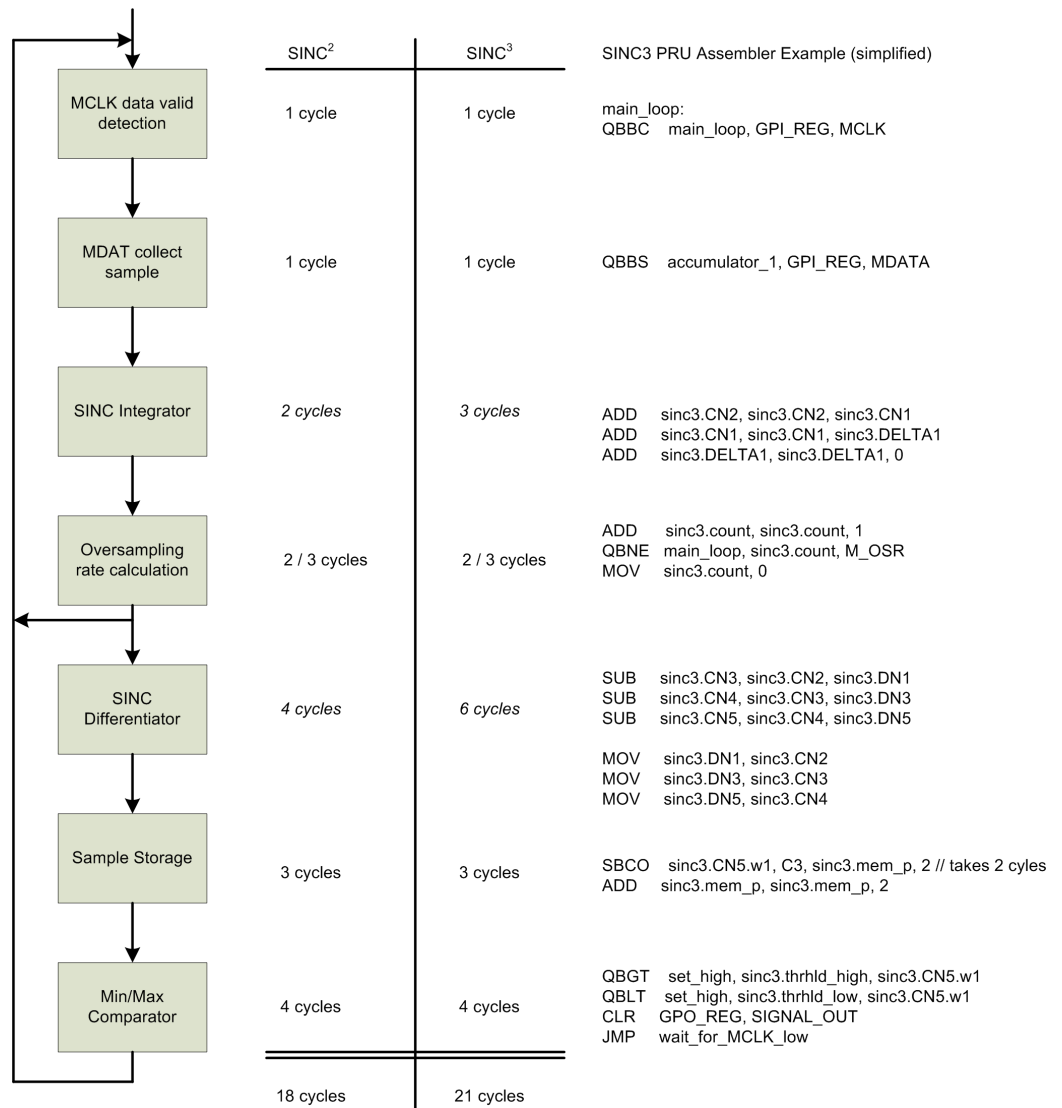 SINC2 SINC3 SINC3 PRU Assembler Example (simplified)
MCLK data valid
detection
1 cycle 1 cycle
main_loop:
QBBC main_loop, GPI_REG, MCLK
MDAT collect
sample
1 cycle 1 cycle QBBS accumulator_1, GPI_REG, MDATA
SINC Integrator 2 cycles 3 cycles
ADD sinc3.CN2, sinc3.CN2, sinc3.CN1
ADD sinc3.CN1, sinc3.CN1, sinc3.DELTA1
ADD sinc3.DELTA1, sinc3.DELTA1, 0
Oversampling
rate calculation
2 / 3 cycles 2 / 3 cycles
ADD sinc3.count, sinc3.count, 1
QBNE main_loop, sinc3.count, M_OSR
MOV sinc3.count, 0
SINC
Differentiator
4 cycles 6 cycles
SUB sinc3.CN3, sinc3.CN2, sinc3.DN1
SUB sinc3.CN4, sinc3.CN3, sinc3.DN3
SUB sinc3.CN5, sinc3.CN4, sinc3.DN5
MOV sinc3.DN1, sinc3.CN2
MOV sinc3.DN3, sinc3.CN3
MOV sinc3.DN5, sinc3.CN4
Sample Storage 3 cycles 3 cycles
SBCO sinc3.CN5.w1, C3, sinc3.mem_p, 2 // takes 2 cyles
ADD sinc3.mem_p, sinc3.mem_p, 2
Min/Max
Comparator
4 cycles 4 cycles
QBGT set_high, sinc3.thrhld_high, sinc3.CN5.w1
QBLT set_high, sinc3.thrhld_low, sinc3.CN5.w1
CLR GPO_REG, SIGNAL_OUT
JMP wait_for_MCLK_low
18 cycles 21 cycles